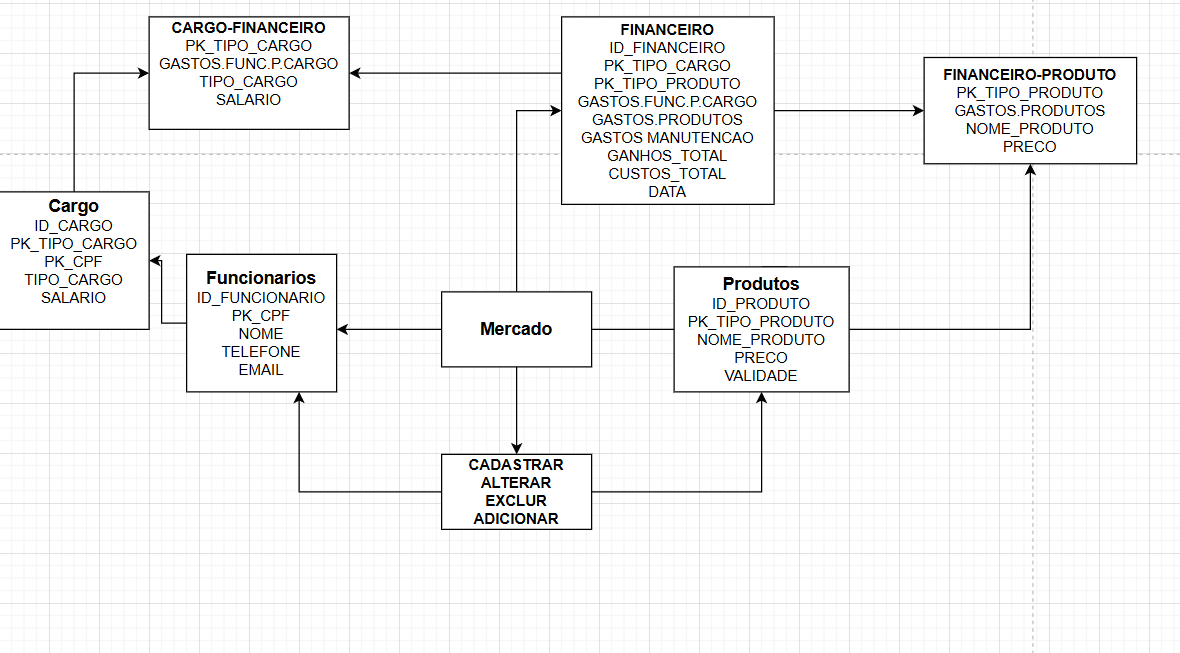 CARGO-FINANCEIRO
PK_TIPO_CARGO
GASTOS.FUNC.P.CARGO
TIPO_CARGO
SALARIO
FINANCEIRO
ID_FINANCEIRO
PK_TIPO_CARGO
PK_TIPO_PRODUTO
GASTOS.FUNC.P.CARGO
GASTOS.PRODUTOS
GASTOS MANUTENCAO
GANHOS_TOTAL
CUSTOS_TOTAL
DATA
FINANCEIRO-PRODUTO
PK_TIPO_PRODUTO
GASTOS.PRODUTOS
NOME_PRODUTO
PRECO
Cargo
ID_CARGO
PK_TIPO_CARGO
PK_CPF
TIPO_CARGO
SALARIO
Funcionarios
ID_FUNCIONARIO
PK_CPF
NOME
TELEFONE
EMAIL
Mercado
Produtos
ID_PRODUTO
PK_TIPO_PRODUTO
NOME_PRODUTO
PRECO
VALIDADE
CADASTRAR
ALTERAR
EXCLUR
ADICIONAR